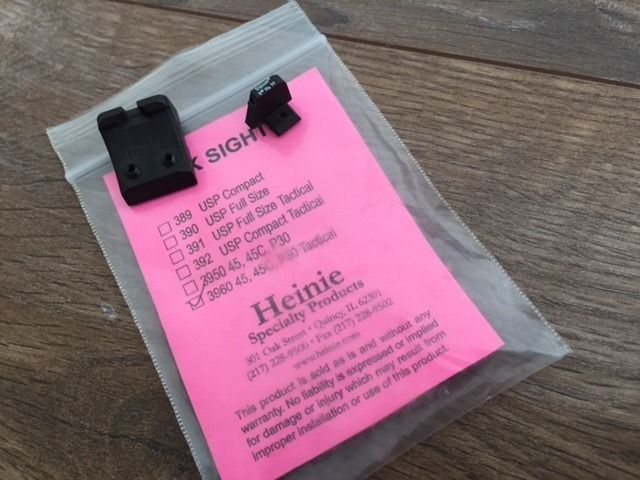 K SIGHT
389 USP Compact
390 USP Full Size
391 USP Full Size Tactical
392 USP Compact Tactical
3950 45, 45C, P30
3960 45, 45C, P30 Tactical
Heinie
Specialty Products
301 Oak Street • Quincy, IL 62301
(217) 228-9500 • Fax (217) 228-9502
www.heinie.com
This product is sold as is and without any
warranty. No liability is expressed or implied
for damage or injury which may result from
improper installation or use of this product.